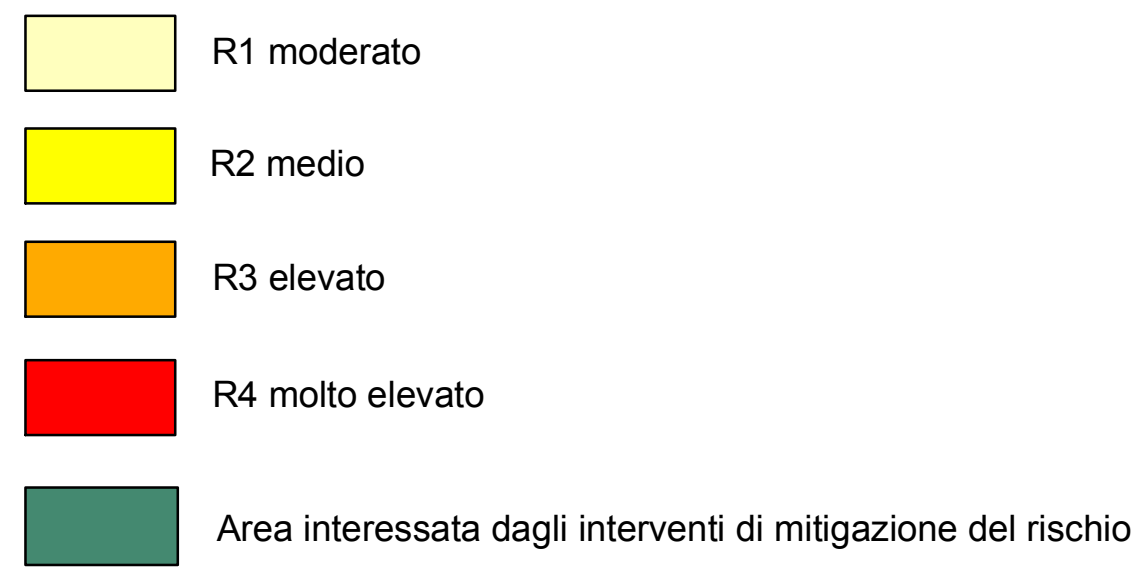 R1 moderato
R2 medio
R3 elevato
R4 molto elevato
Area interessata dagli interventi di mitigazione del rischio